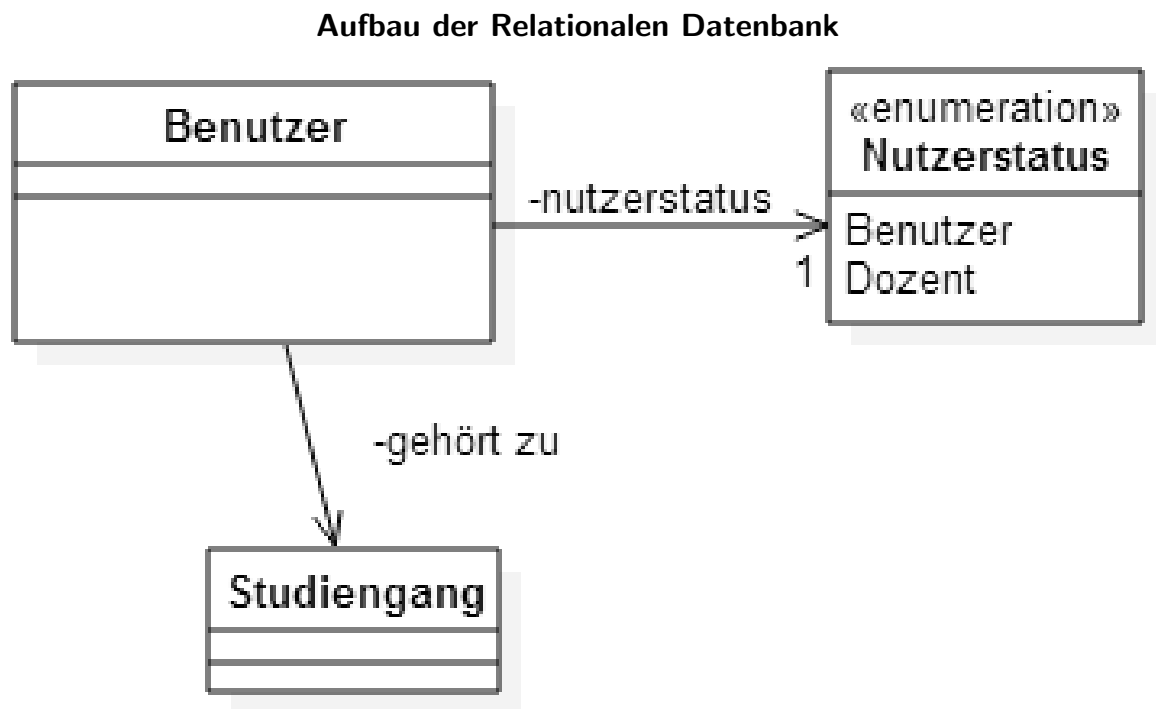 Aufbau der Relationalen Datenbank
Benutzer
«enumeration»
Nutzerstatus
Benutzer
Dozent
-nutzerstatus
1
-gehört zu
Studiengang